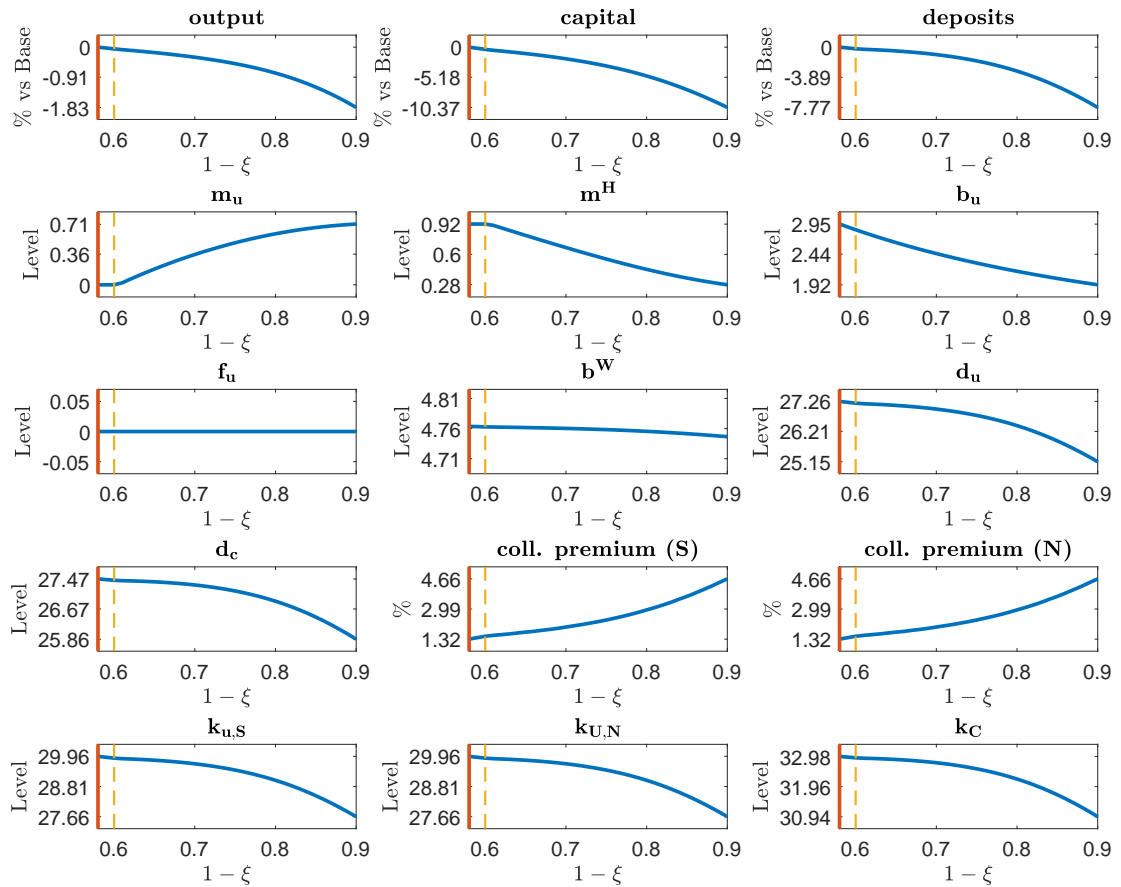 output capital deposits
% vs Base 0 -0.91 -1.83 % vs Base 0 -5.18 -10.37 % vs Base 0 -3.89 -7.77
0.6 0.7 0.8 0.9 0.6 0.7 0.8 0.9 0.6 0.7 0.8 0.9
1 − ξ 1 − ξ 1 − ξ
m_u m^H b_u
Level 0.71 0.36 0 Level 0.92 0.6 0.28 Level 2.95 2.44 1.92
0.6 0.7 0.8 0.9 0.6 0.7 0.8 0.9 0.6 0.7 0.8 0.9
1 − ξ 1 − ξ 1 − ξ
f_u b^W d_u
Level 0.05 0 -0.05 Level 4.81 4.76 4.71 Level 27.26 26.21 25.15
0.6 0.7 0.8 0.9 0.6 0.7 0.8 0.9 0.6 0.7 0.8 0.9
1 − ξ 1 − ξ 1 − ξ
d_c coll. premium (S) coll. premium (N)
Level 27.47 26.67 25.86 % 4.66 2.99 1.32 % 4.66 2.99 1.32
0.6 0.7 0.8 0.9 0.6 0.7 0.8 0.9 0.6 0.7 0.8 0.9
1 − ξ 1 − ξ 1 − ξ
k_{u,S} k_{U,N} k_C
Level 29.96 28.81 27.66 Level 29.96 28.81 27.66 Level 32.98 31.96 30.94
0.6 0.7 0.8 0.9 0.6 0.7 0.8 0.9 0.6 0.7 0.8 0.9
1 − ξ 1 − ξ 1 − ξ